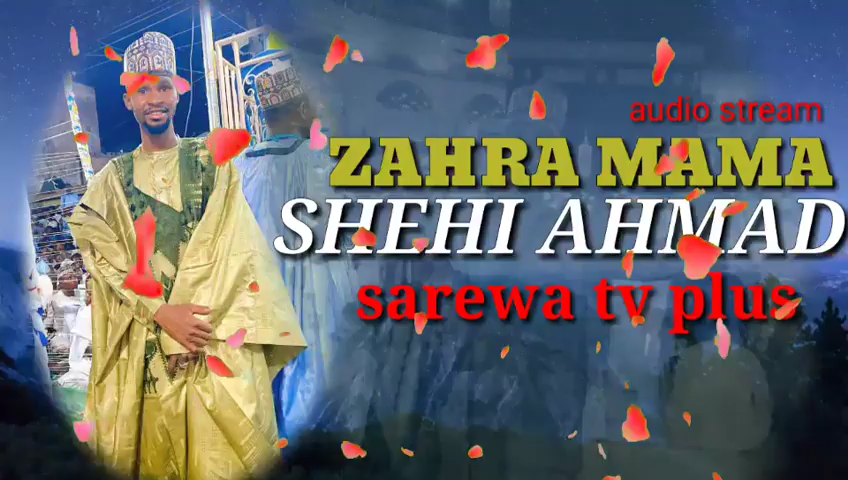 audio stream
ZAHRA MAMA
SHEHI AHMAD
sarewa tv plus